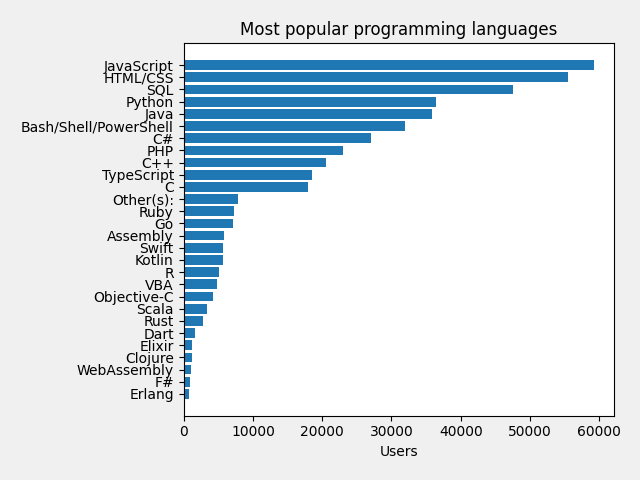 Most popular programming languages
JavaScript
HTML/CSS
SQL
Python
Java
Bash/Shell/PowerShell
C#
PHP
C++
TypeScript
C
Other(s):
Ruby
Go
Assembly
Swift
Kotlin
R
VBA
Objective-C
Scala
Rust
Dart
Elixir
Clojure
WebAssembly
F#
Erlang
0 10000 20000 30000 40000 50000 60000
Users